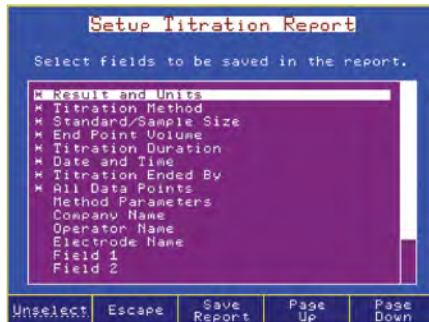 Setup Titration Report
Select fields to be saved in the report.
* Result and Units
* Titration Method
* Standard/Sample Size
* End Point Volume
* Titration Duration
* Date and Time
* Titration Ended By
* All Data Points
Method Parameters
Company Name
Operator Name
Electrode Name
Field 1
Field 2
Unselect Escape Save Report Page Up Page Down